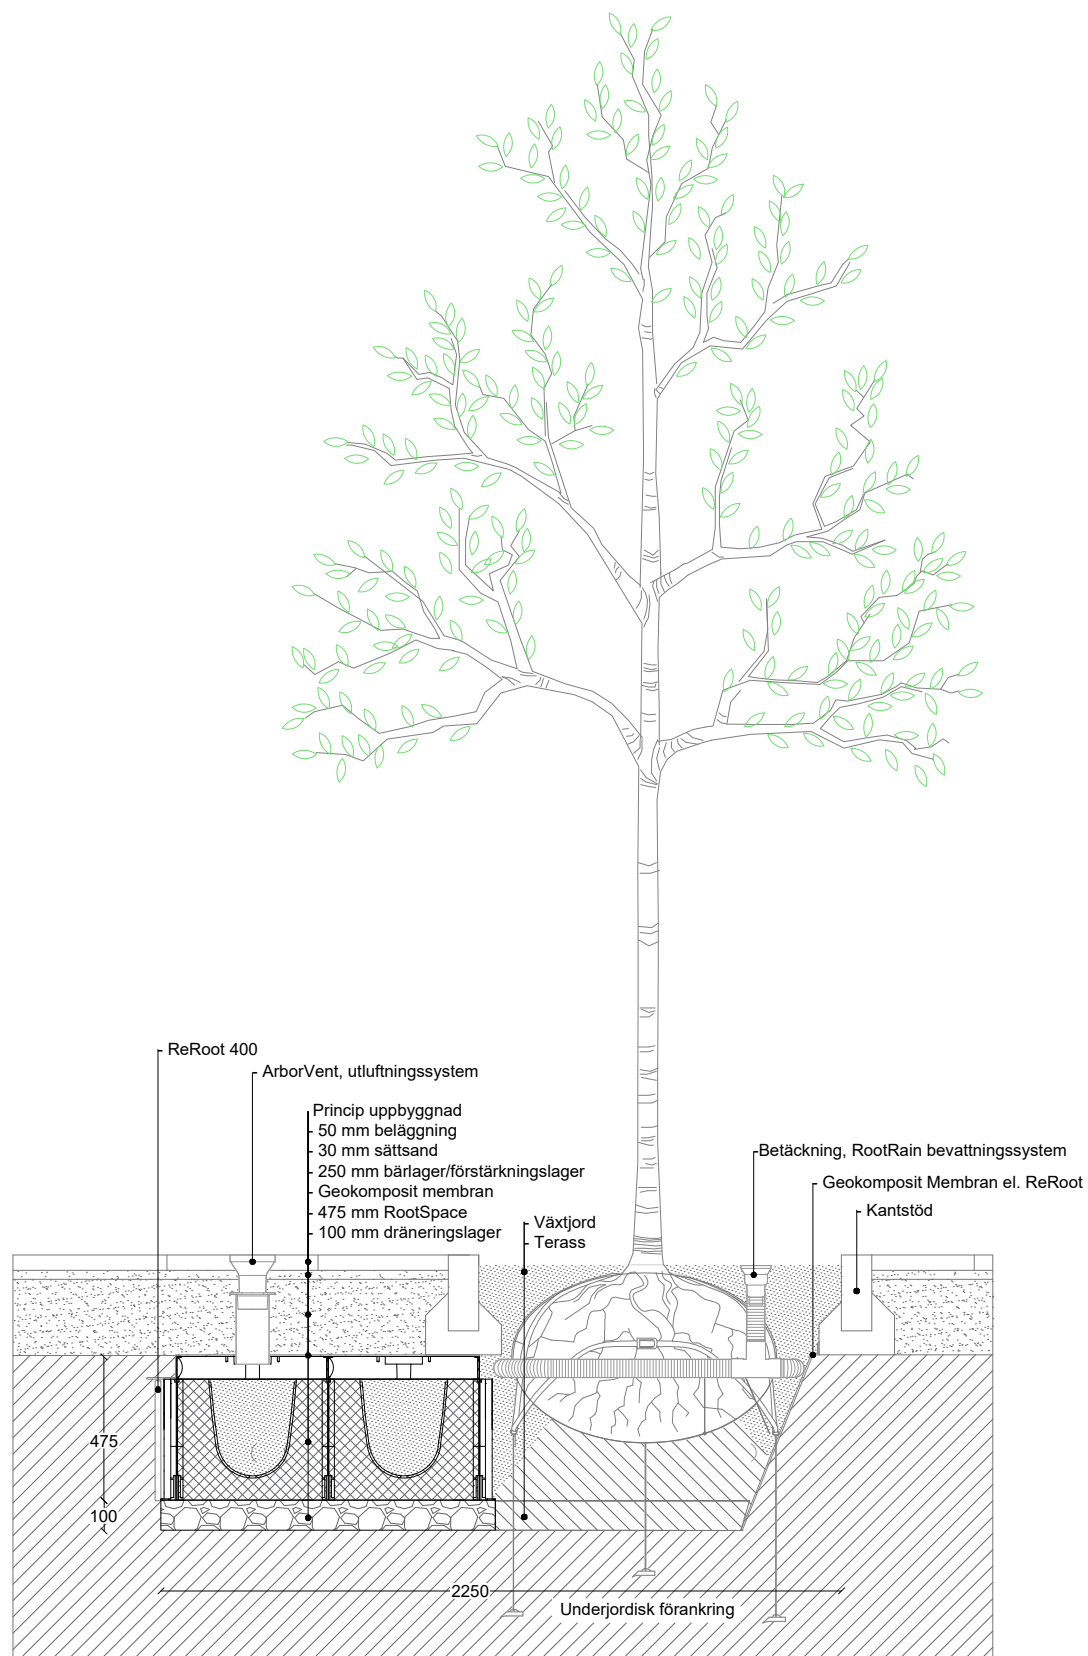 ReRoot 400
ArborVent, utluftningssystem
Princip uppbyggnad
50 mm beläggning
30 mm sättsand
250 mm bärlager/förstärkningslager
Geokomposit membran
475 mm RootSpace
100 mm dräneringslager
Växtjord
Terass
Betäckning, RootRain bevattningssystem
Geokomposit Membran el. ReRoot
Kantstöd
475
100
2250
Underjordisk förankring